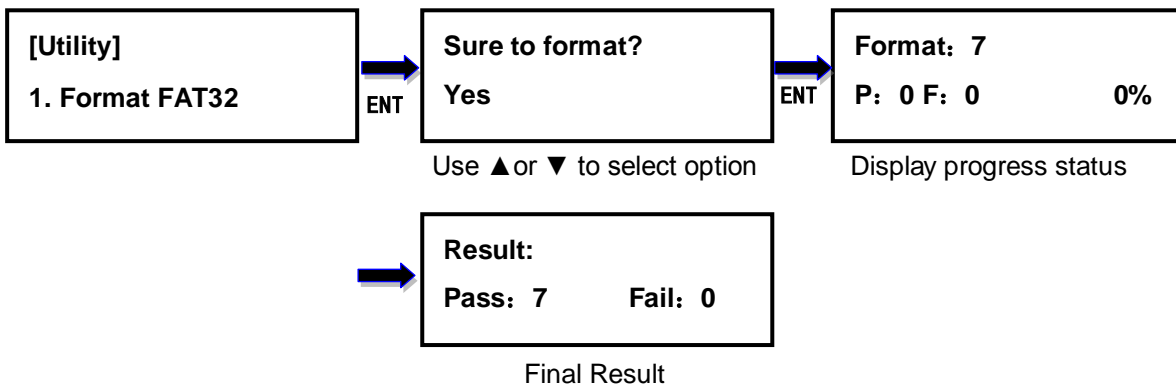 [Utility]
1. Format FAT32
ENT
Sure to format?
Yes
Use ▲or ▼ to select option
ENT
Format：7
P：0 F：0 0%
Display progress status
Result:
Pass：7 Fail：0
Final Result